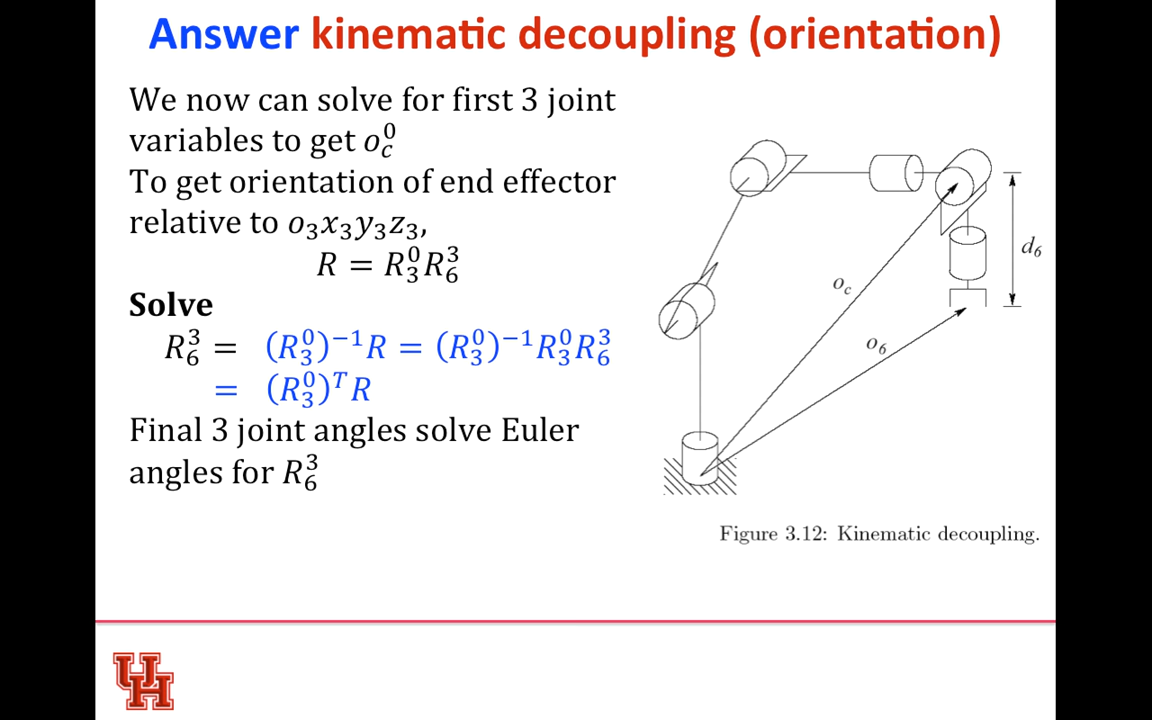 Answer kinematic decoupling (orientation)
We now can solve for first 3 joint
variables to get $o_c^0$
To get orientation of end effector
relative to $o_3x_3y_3z_3$,
$R = R_3^0R_6^3$
Solve
$R_6^3 = (R_3^0)^{-1}R = (R_3^0)^{-1}R_3^0R_6^3$
$= (R_3^0)^TR$
Final 3 joint angles solve Euler
angles for $R_6^3$
$d_6$
$o_c$
$o_6$
Figure 3.12: Kinematic decoupling.
UH